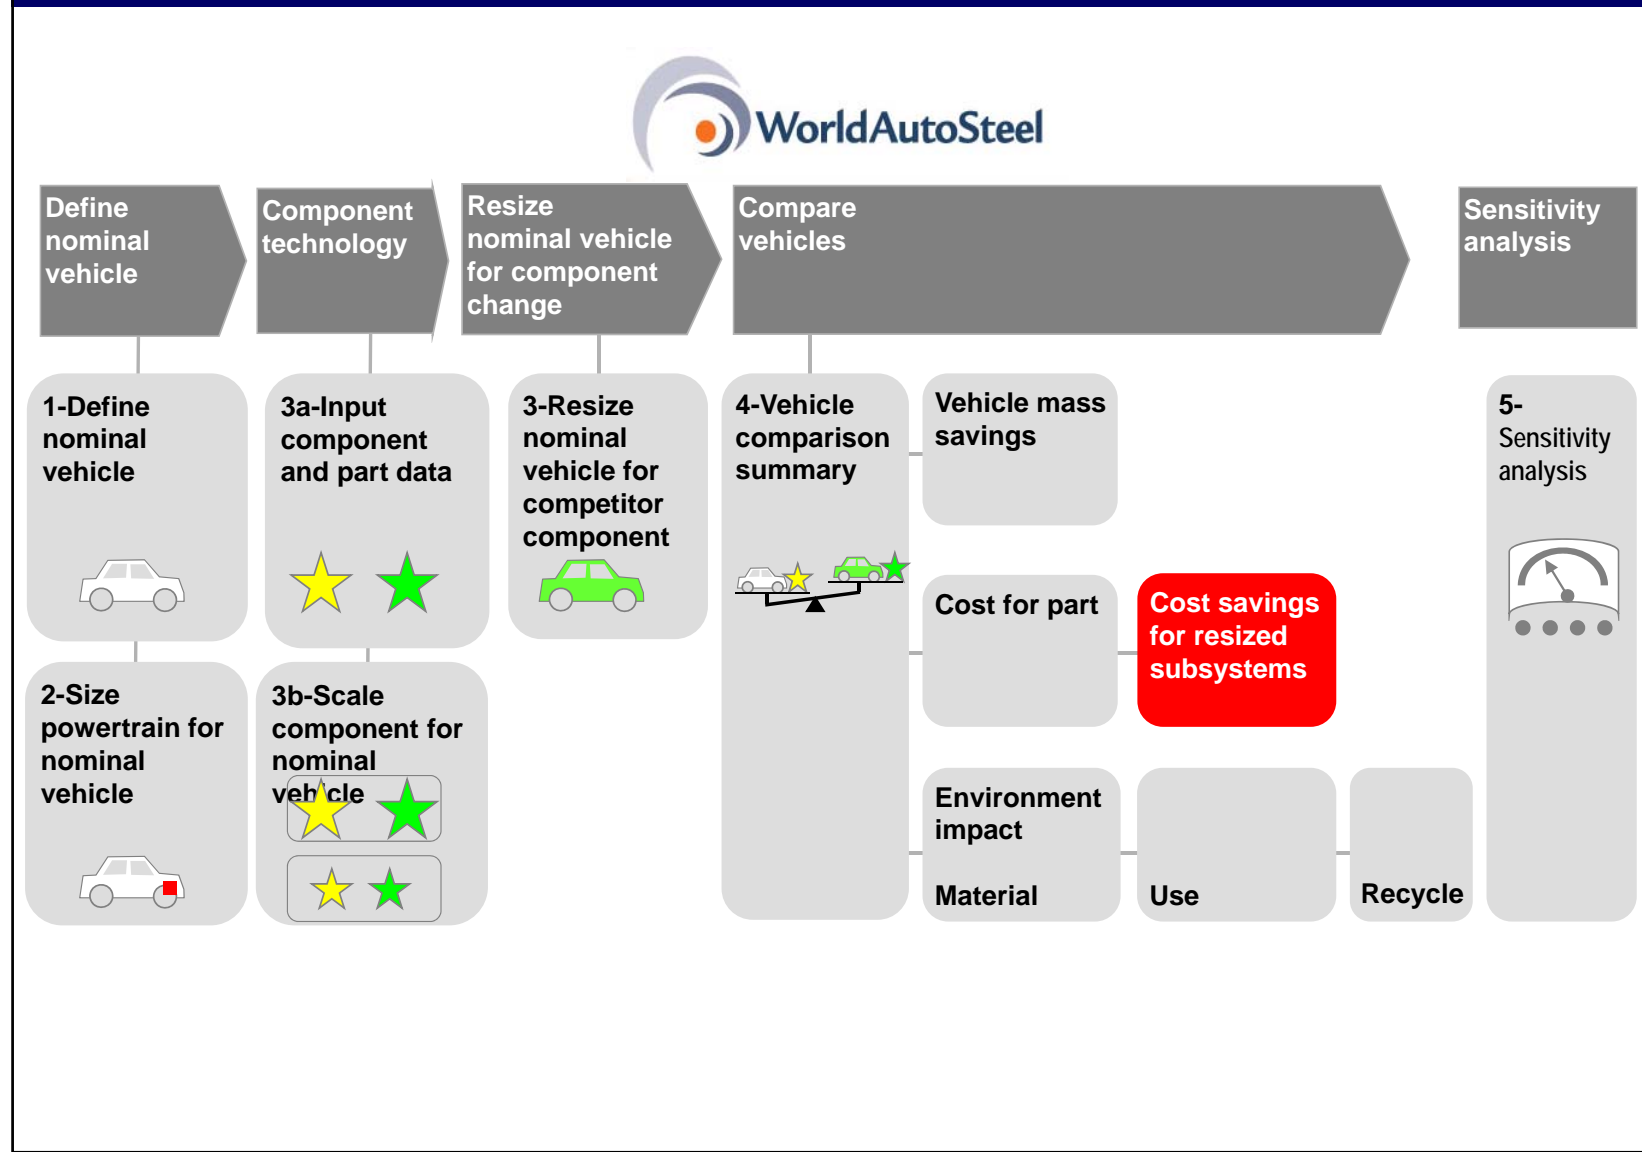 WorldAutoSteel
Define
nominal
vehicle
Component
technology
Resize
nominal vehicle
for component
change
Compare
vehicles
Sensitivity
analysis
1-Define
nominal
vehicle
3a-Input
component
and part data
3-Resize
nominal
vehicle for
competitor
component
4-Vehicle
comparison
summary
Vehicle mass
savings
5-
Sensitivity
analysis
Cost for part
Cost savings
for resized
subsystems
2-Size
powertrain for
nominal
vehicle
3b-Scale
component for
nominal
vehicle
Environment
impact
Material
Use
Recycle